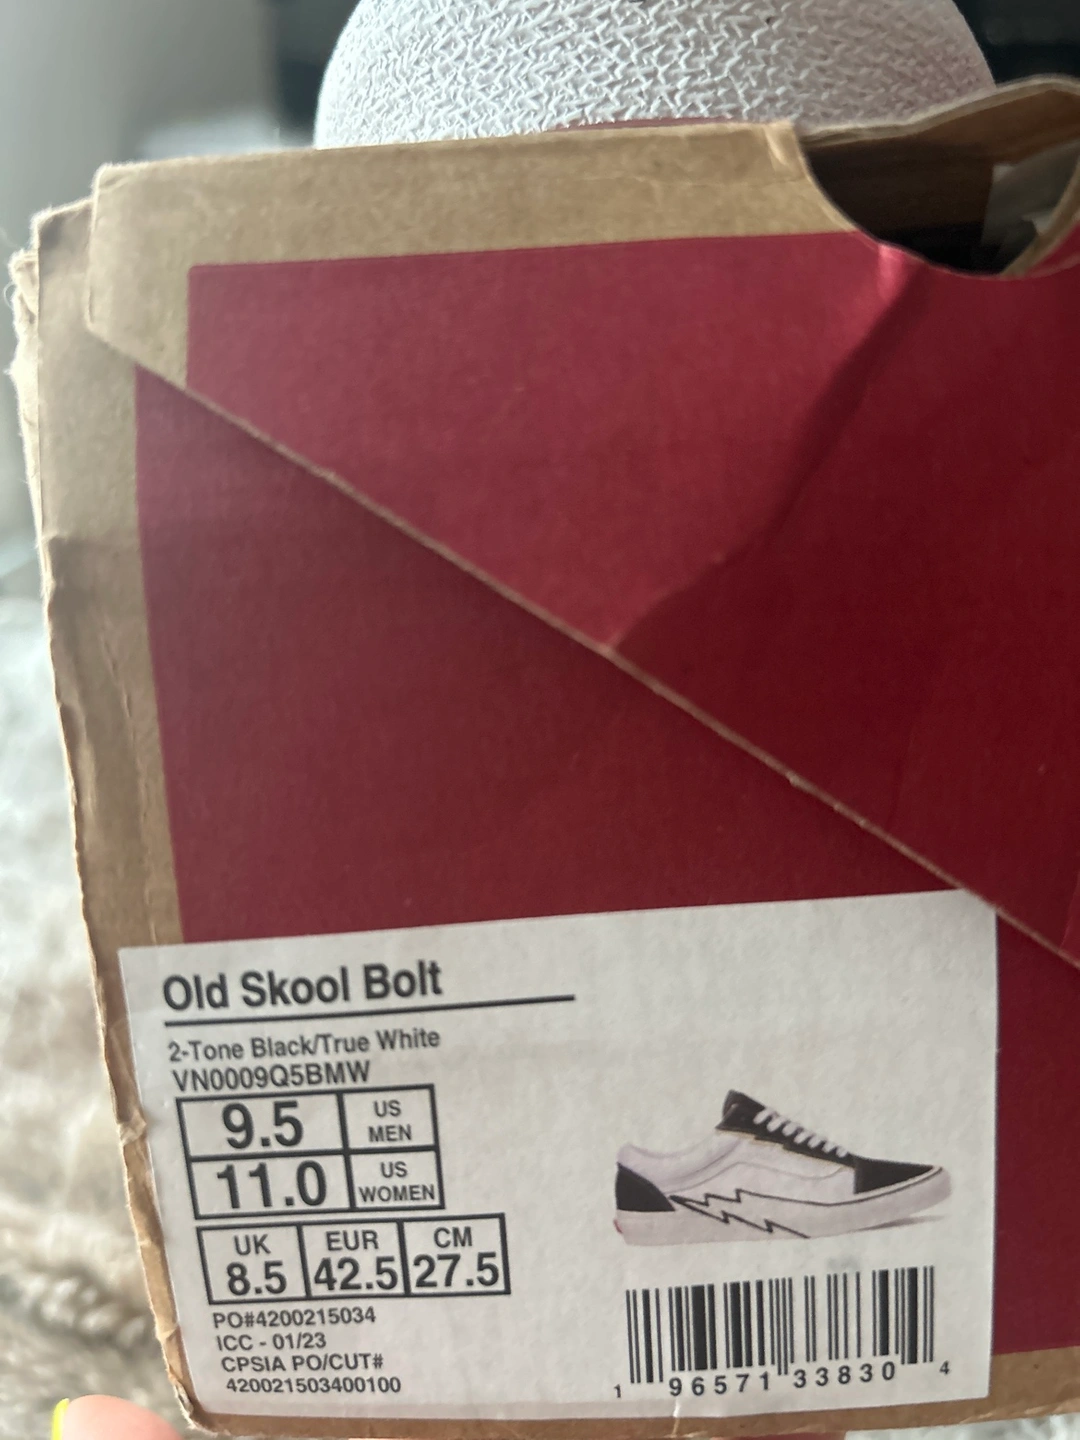 Old Skool Bolt
2-Tone Black/True White
VN0009Q5BMW
9.5 US MEN
11.0 US WOMEN
UK EUR CM
8.5 42.5 27.5
PO#4200215034
ICC - 01/23
CPSIA PO/CUT#
420021503400100
1 96571 33830 4